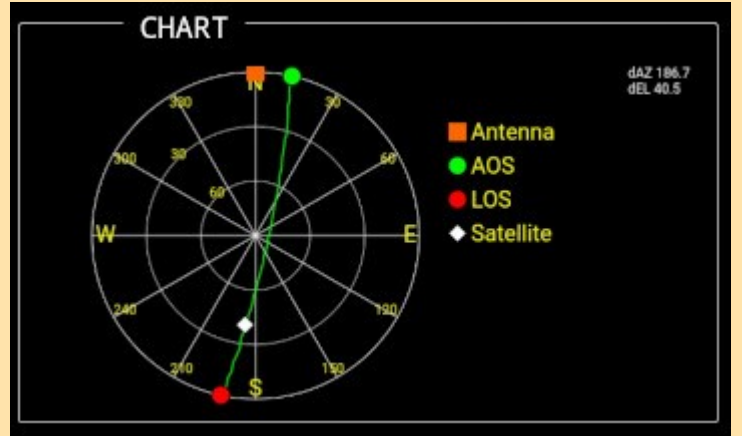 CHART
dAZ 186.7
dEL 40.5
N
330
30
300
30
60
60
W
E
240
120
210
150
S
Antenna
AOS
LOS
Satellite